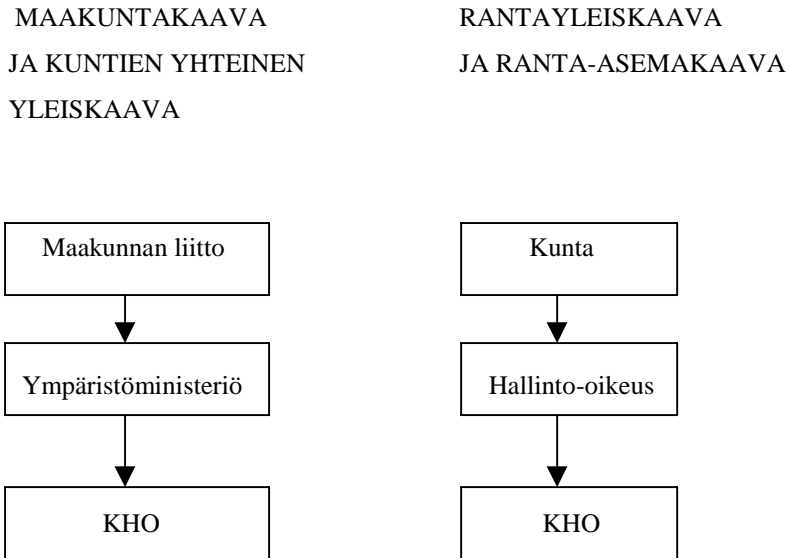 MAAKUNTAKAAVA
JA KUNTIEN YHTEINEN
YLEISKAAVA
RANTAYLEISKAAVA
JA RANTA-ASEMAKAAVA
Maakunnan liitto
Ympäristöministeriö
KHO
Kunta
Hallinto-oikeus
KHO